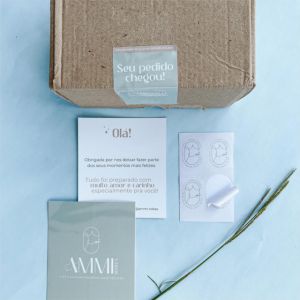 Seu pedido
chegou!
Olá!
Obrigada por nos deixar fazer parte
dos seus momentos mais felizes.
Tudo foi preparado com
muito amor e carinho
especialmente pra você!
AMMI